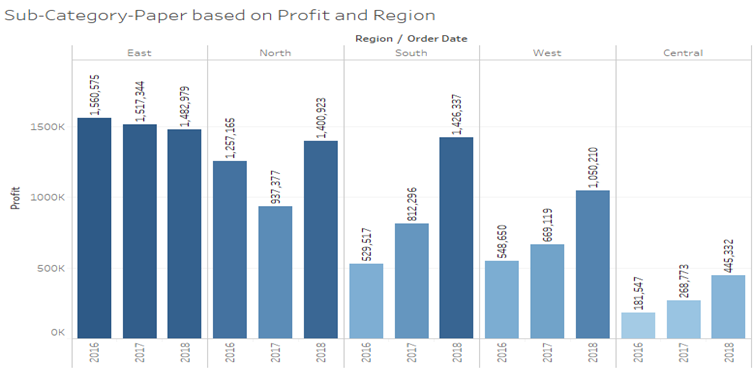 Sub-Category-Paper based on Profit and Region
Region / Order Date
East North South West Central
Profit
1500K
1000K
500K
0K
1,560,575
1,517,344
1,482,979
1,257,165
937,377
1,400,923
529,517
812,296
1,426,337
548,650
669,119
1,050,210
181,547
268,773
445,332
2016 2017 2018 2016 2017 2018 2016 2017 2018 2016 2017 2018 2016 2017 2018